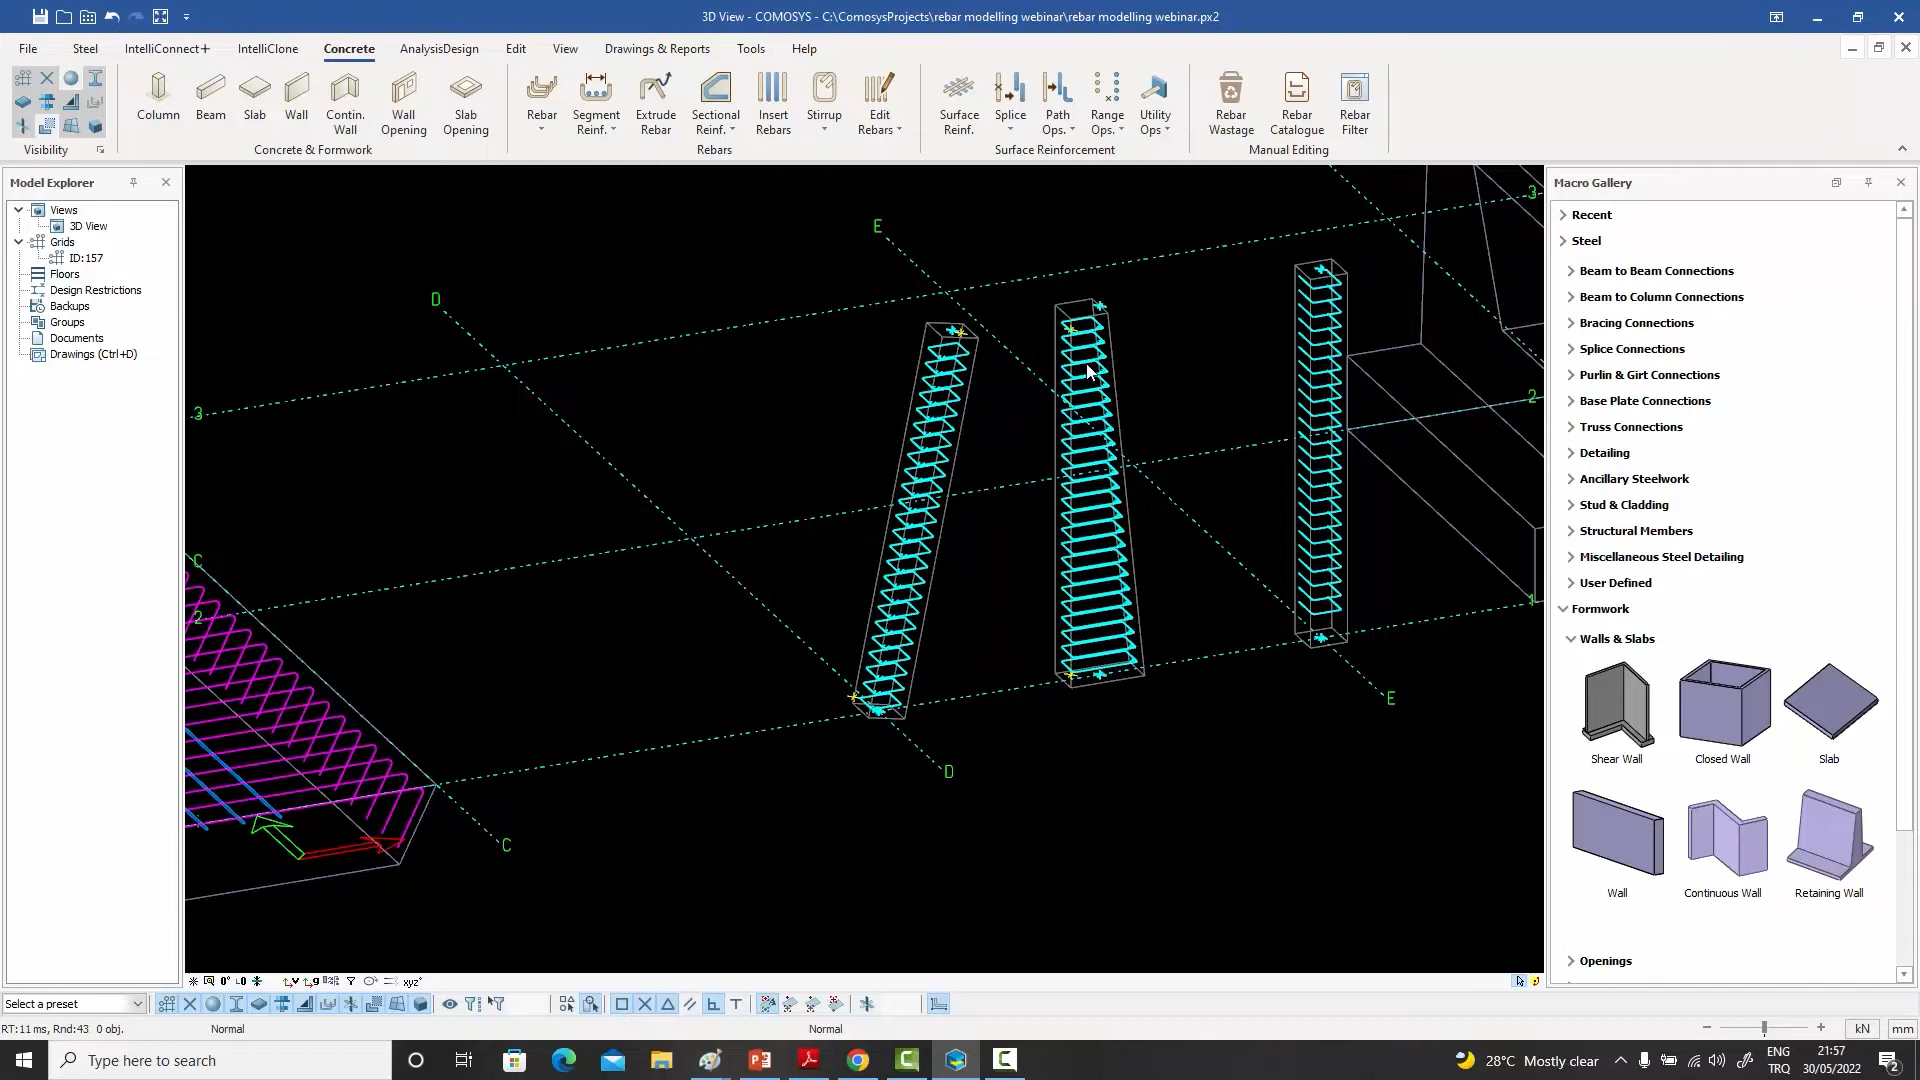 3D View - COMOSYS - C:\ComosysProjects\rebar modelling webinar\rebar modelling webinar.px2
File Steel IntelliConnect+ IntelliClone Concrete AnalysisDesign Edit View Drawings & Reports Tools Help
Column Beam Slab Wall Contin. Wall Wall Opening Slab Opening Rebar Segment Reinf. Extrude Rebar Sectional Reinf. Insert Rebars Stirrup Edit Rebars Surface Reinf. Splice Path Ops. Range Ops. Utility Ops Rebar Wastage Rebar Catalogue Rebar Filter
Visibility Concrete & Formwork Rebars Surface Reinforcement Manual Editing
Model Explorer
Views
3D View
Grids
ID:157
Floors
Design Restrictions
Backups
Groups
Documents
Drawings (Ctrl+D)
3
E
D
2
3
C
2
1
E
D
C
Macro Gallery
Recent
Steel
Beam to Beam Connections
Beam to Column Connections
Bracing Connections
Splice Connections
Purlin & Girt Connections
Base Plate Connections
Truss Connections
Detailing
Ancillary Steelwork
Stud & Cladding
Structural Members
Miscellaneous Steel Detailing
User Defined
Formwork
Walls & Slabs
Shear Wall Closed Wall Slab
Wall Continuous Wall Retaining Wall
Openings
xyz
Select a preset
RT:11 ms, Rnd:43 0 obj. Normal Normal kN mm
Type here to search
28°C Mostly clear
ENG
TRQ
21:57
30/05/2022
2